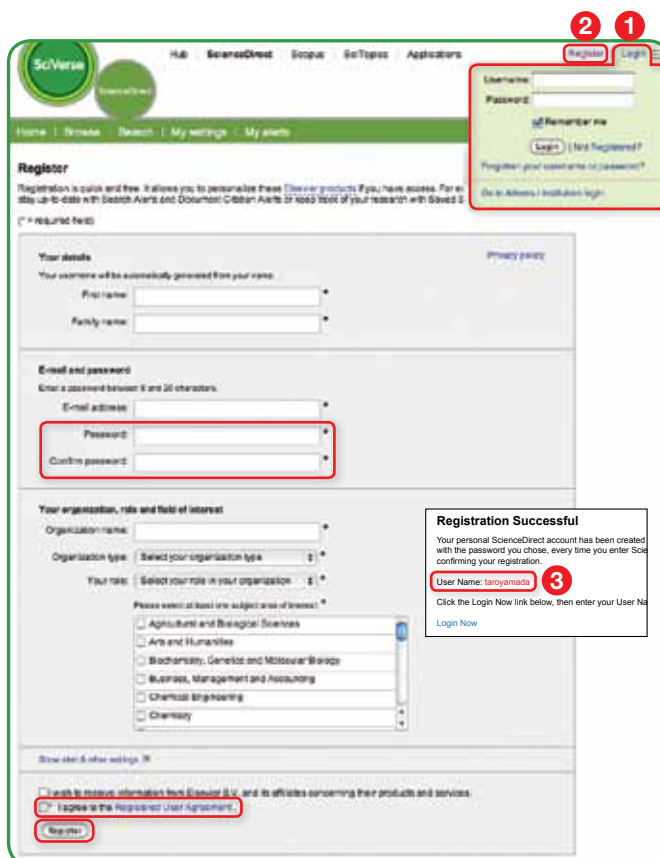 2 1
SciVerse
ScienceDirect
Hub ScienceDirect Scopus SciTopics Applications
Register Login
Username:
Password:
Remember me
Login | Not Registered?
Forgotten your username or password?
Go to Athens / Institution login
Home | Browse | Search | My settings | My alerts
Register
Registration is quick and free. It allows you to personalize these Elsevier products if you have access. For ex
stay up-to-date with Search Alerts and Document Citation Alerts or keep track of your research with Saved S
(* = required field)
Your details
Privacy policy
Your username will be automatically generated from your name.
First name: *
Family name: *
E-mail and password
Enter a password between 5 and 20 characters.
E-mail address: *
Password: *
Confirm password: *
Your organization, role and field of interest
Organization name: *
Organization type: Select your organization type *
Your role: Select your role in your organization *
Please select at least one subject area of interest: *
Agricultural and Biological Sciences
Arts and Humanities
Biochemistry, Genetics and Molecular Biology
Business, Management and Accounting
Chemical Engineering
Chemistry
Registration Successful
Your personal ScienceDirect account has been created
with the password you chose, every time you enter Scie
confirming your registration.
User Name: taroyamada 3
Click the Login Now link below, then enter your User Na
Login Now
Show alert & other settings
I wish to receive information from Elsevier B.V. and its affiliates concerning their products and services.
* I agree to the Registered User Agreement.
Register